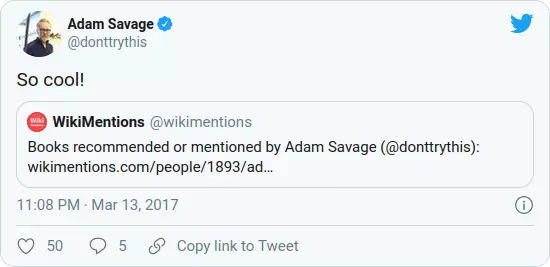 Adam Savage
@donttrythis
So cool!
Wiki
WikiMentions @wikimentions
Books recommended or mentioned by Adam Savage (@donttrythis):
wikimentions.com/people/1893/ad…
11:08 PM · Mar 13, 2017
50 5 Copy link to Tweet